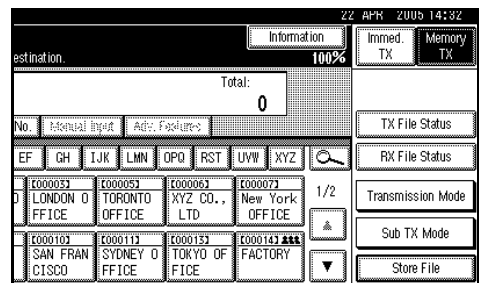 22 APR 2005 14:32
Information
Immed. TX
Memory TX
estination.
100%
Total:
0
No.
Manual Input
Adv. Features
TX File Status
EF
GH
IJK
LMN
OPQ
RST
UVW
XYZ
RX File Status
[00003]
LONDON O
FFICE
[00005]
TORONTO
OFFICE
[00006]
XYZ CO.,
LTD
[00007]
New York
OFFICE
1/2
Transmission Mode
[00010]
SAN FRAN
CISCO
[00011]
SYDNEY O
FFICE
[00013]
TOKYO OF
FICE
[00014]
FACTORY
Sub TX Mode
Store File